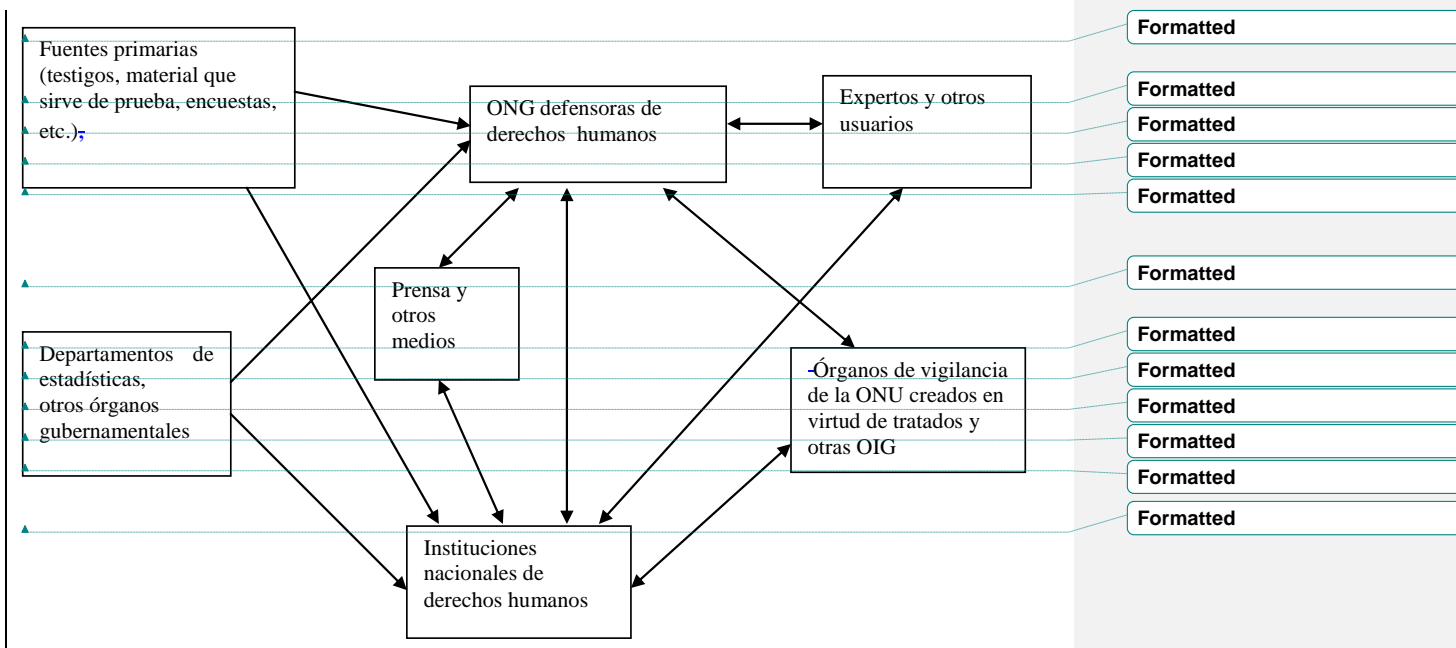 Fuentes primarias
(testigos, material que
sirve de prueba, encuestas,
etc.),
ONG defensoras de
derechos humanos
Expertos y otros
usuarios
Prensa y
otros
medios
Departamentos de
estadísticas,
otros órganos
gubernamentales
-Órganos de vigilancia
de la ONU creados en
virtud de tratados y
otras OIG
Instituciones
nacionales de
derechos humanos
Formatted
Formatted
Formatted
Formatted
Formatted
Formatted
Formatted
Formatted
Formatted
Formatted
Formatted
Formatted